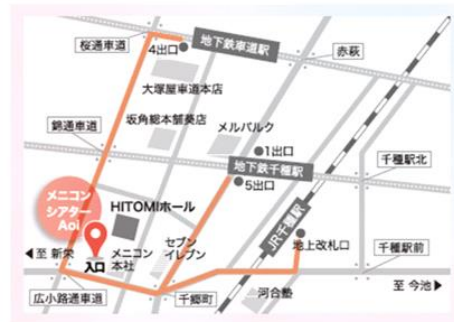 桜通車道
4出口
地下鉄車道駅
赤萩
大塚屋車道本店
坂角総本舖葵店
メルパルク
錦通車道
1出口
地下鉄千種駅
千種駅北
5出口
メニコン
シアター
Aoi
HITOMIホール
JR千種駅
地上改札口
セブン
イレブン
千種駅前
◀至 新栄
入口
メニコン
本社
至 今池▶
広小路通車道
千郷町
河合塾